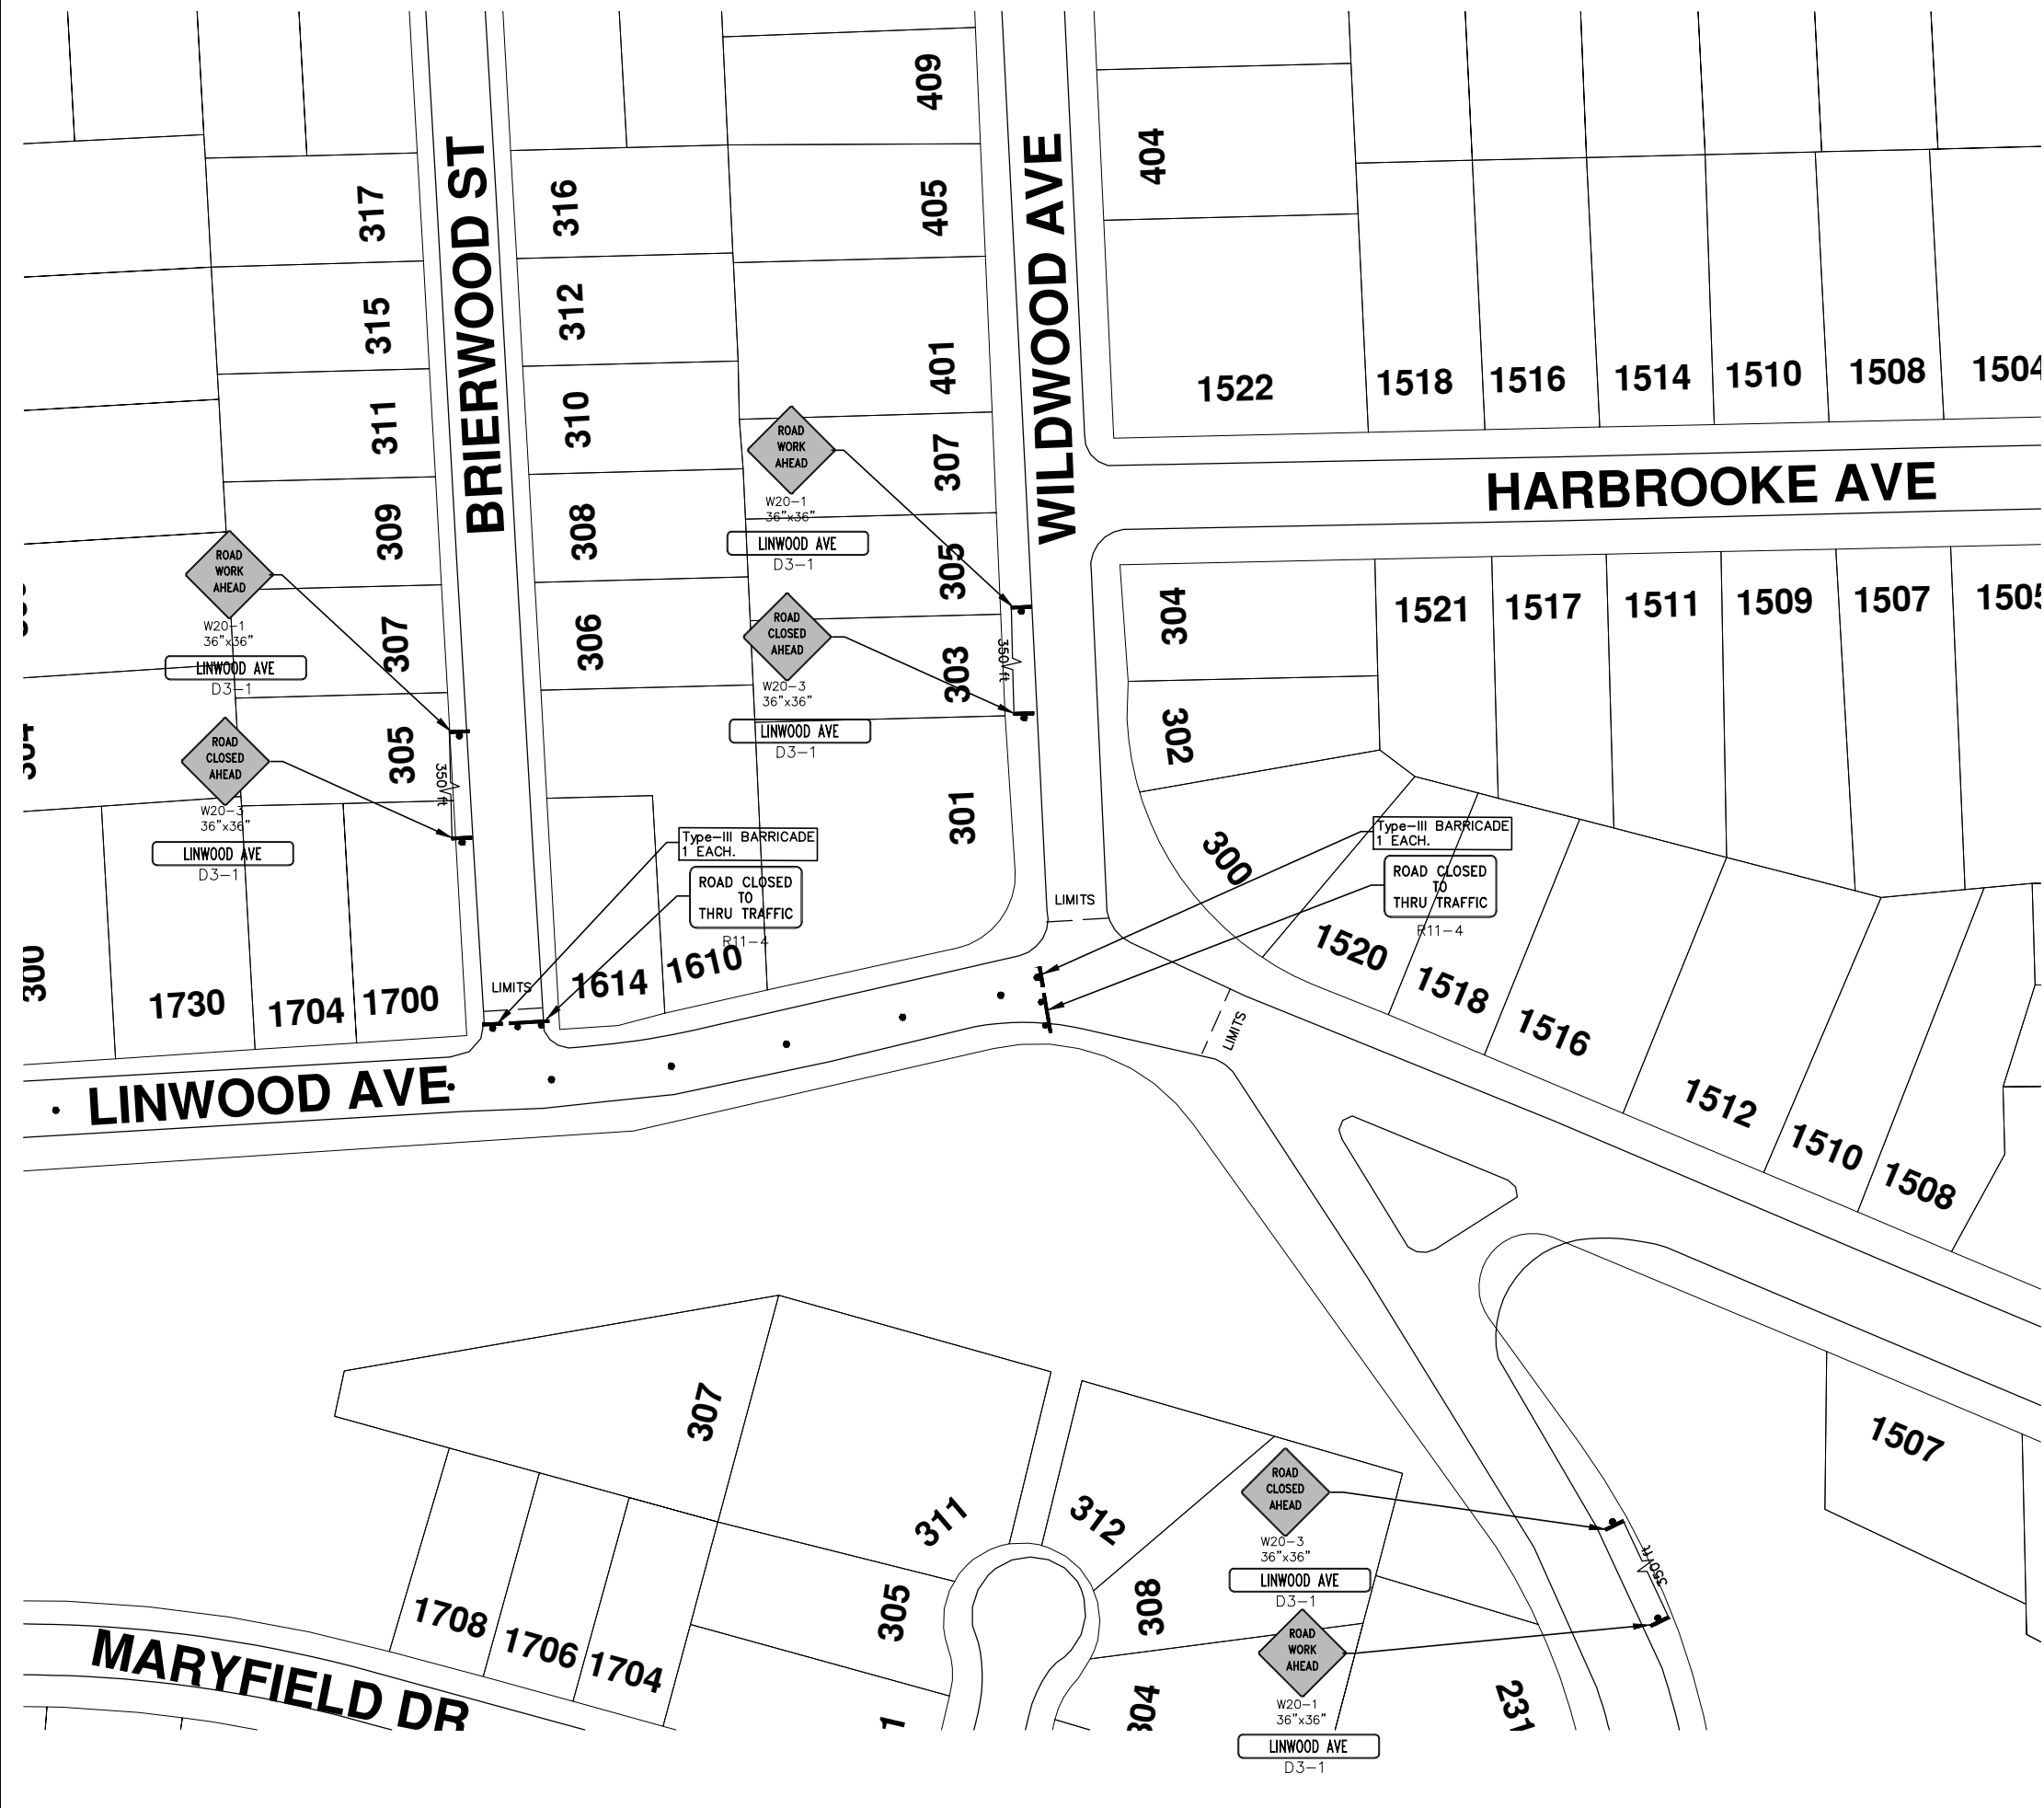 409
404
BRIERWOOD ST
WILDWOOD AVE
317
316
405
315
312
401
1522
1518
1516
1514
1510
1508
1504
311
310
307
ROAD
WORK
AHEAD
W20-1
36"x36"
LINWOOD AVE
D3-1
HARBROOKE AVE
309
308
305
ROAD
WORK
AHEAD
W20-1
36"x36"
LINWOOD AVE
D3-1
304
1521
1517
1511
1509
1507
1505
307
306
303
350 ft
ROAD
CLOSED
AHEAD
W20-3
36"x36"
LINWOOD AVE
D3-1
302
305
350 ft
ROAD
CLOSED
AHEAD
W20-3
36"x36"
LINWOOD AVE
D3-1
301
Type-III BARRICADE
1 EACH.
ROAD CLOSED
TO
THRU TRAFFIC
R11-4
300
Type-III BARRICADE
1 EACH.
ROAD CLOSED
TO
THRU TRAFFIC
R11-4
LIMITS
300
1730
1704
1700
LIMITS
1614
1610
1520
1518
1516
LIMITS
1512
1510
1508
LINWOOD AVE
307
1507
311
312
ROAD
CLOSED
AHEAD
W20-3
36"x36"
LINWOOD AVE
D3-1
350 ft
305
308
1708
1706
1704
ROAD
WORK
AHEAD
W20-1
36"x36"
LINWOOD AVE
D3-1
MARYFIELD DR
1
304
231